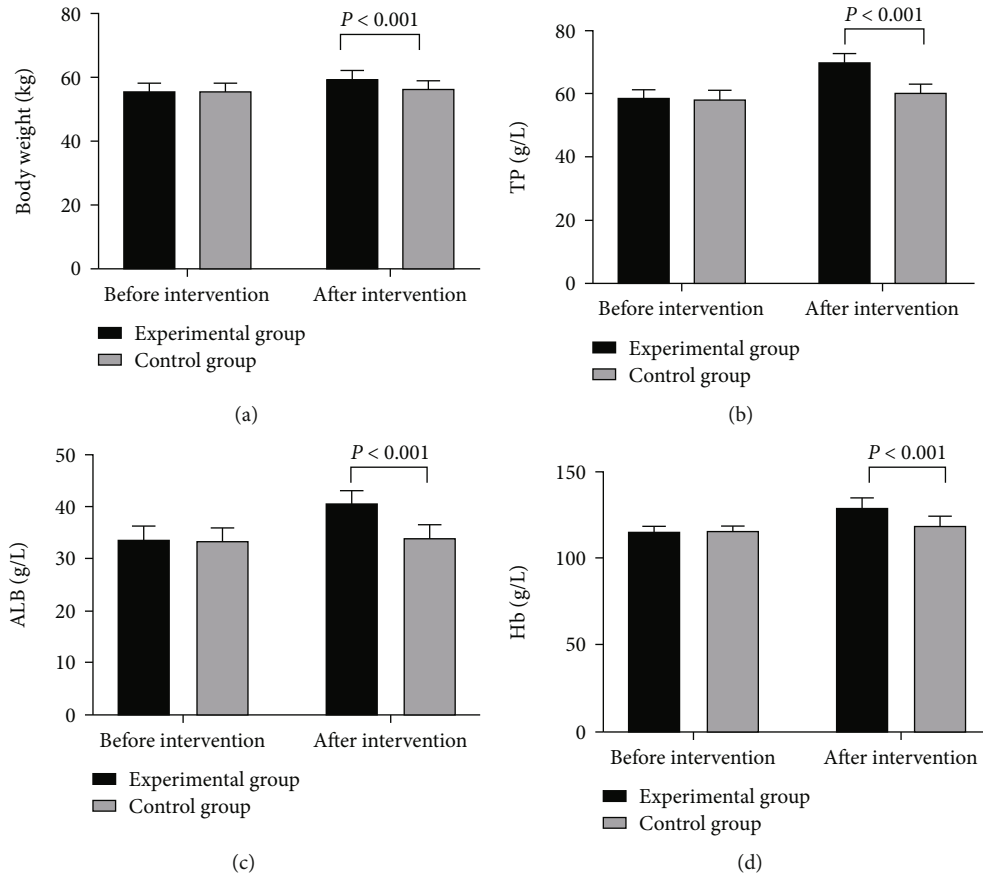 P < 0.001
80
60
40
20
0
Body weight (kg)
Before intervention
After intervention
Experimental group
Control group
(a)
P < 0.001
80
60
40
20
0
TP (g/L)
Before intervention
After intervention
Experimental group
Control group
(b)
P < 0.001
50
40
30
20
10
0
ALB (g/L)
Before intervention
After intervention
Experimental group
Control group
(c)
P < 0.001
150
100
50
0
Hb (g/L)
Before intervention
After intervention
Experimental group
Control group
(d)